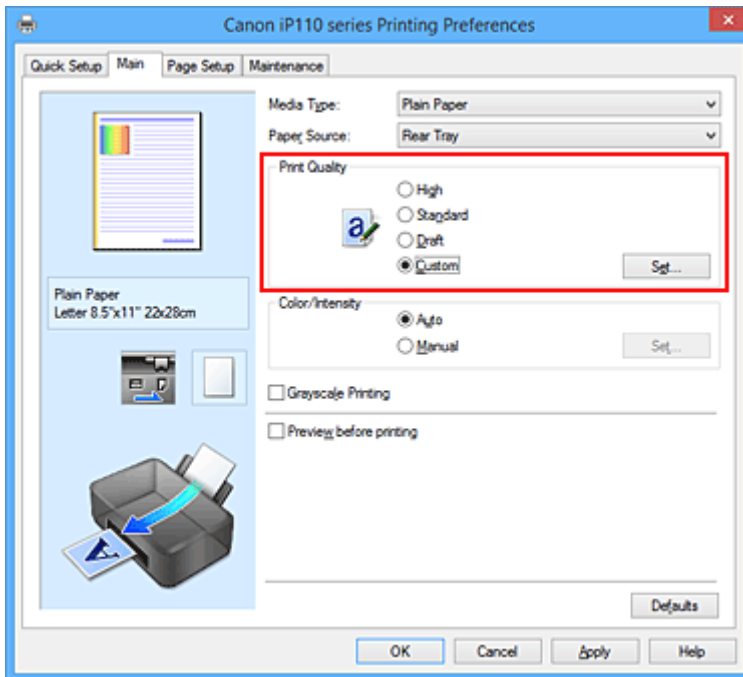 Canon iP110 series Printing Preferences
Quick Setup Main Page Setup Maintenance
Media Type: Plain Paper
Paper Source: Rear Tray
Print Quality
High
Standard
Draft
Custom Set...
Plain Paper
Letter 8.5"x11" 22x28cm
Color/Intensity
Auto
Manual Set...
Grayscale Printing
Preview before printing
Defaults
OK Cancel Apply Help